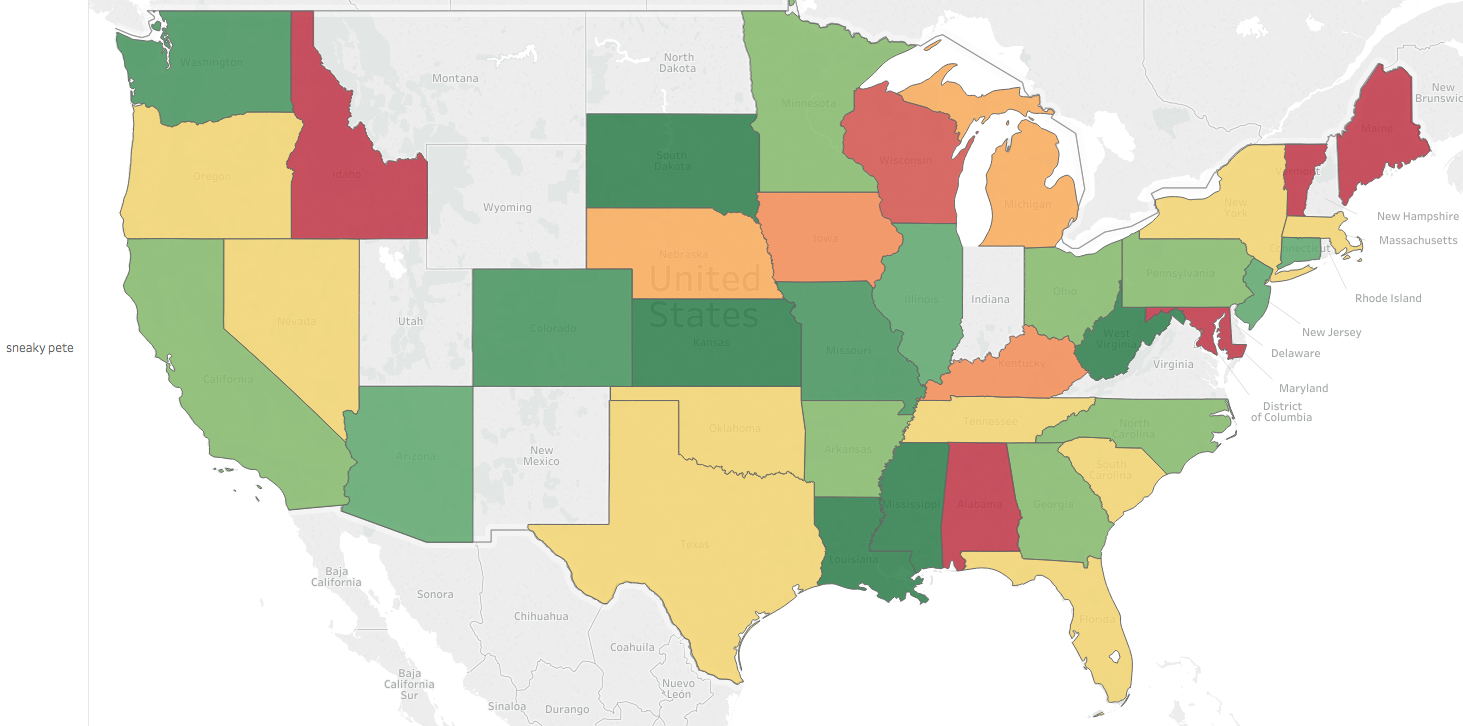 Washington
Montana
North
Dakota
Minnesota
New
Brunswic
Maine
South
Dakota
Wisconsin
Oregon
Idaho
Vermont
Wyoming
Michigan
New
York
New Hampshire
Iowa
Massachusetts
Nebraska
Connecticut
United
States
Pennsylvania
Ohio
Illinois
Indiana
Rhode Island
Nevada
Utah
Colorado
Kansas
West
Virginia
New Jersey
sneaky pete
Missouri
Delaware
Kentucky
Virginia
California
Maryland
District
of Columbia
Tennessee
Oklahoma
North
Carolina
Arkansas
New
Mexico
Arizona
South
Carolina
Mississippi
Alabama
Georgia
Texas
Louisiana
Baja
California
Sonora
Chihuahua
Florida
Coahuila
Baja
California
Sur
Nuevo
León
Sinaloa
Durango